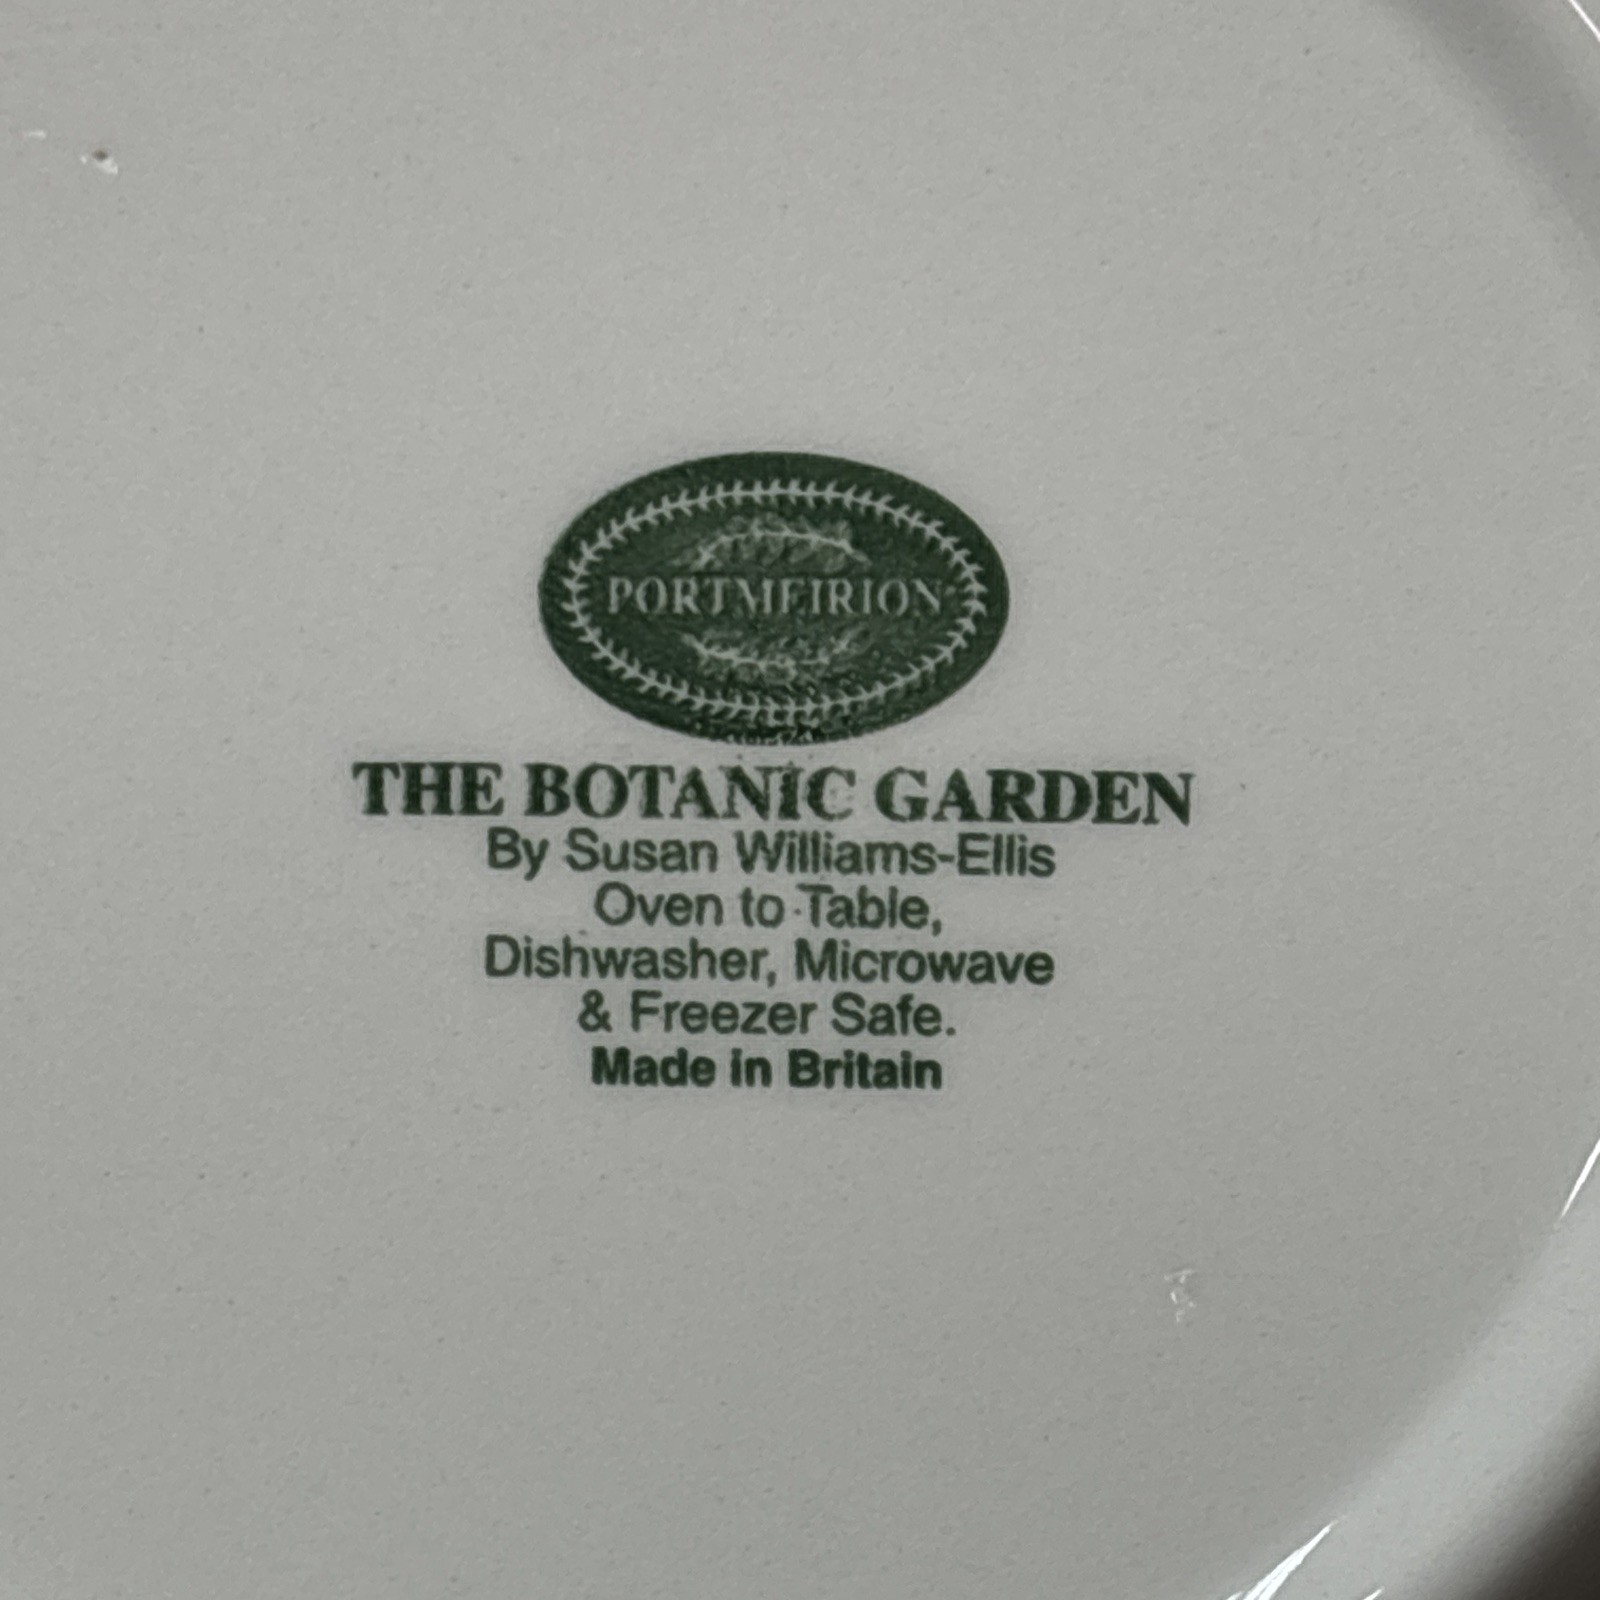 PORTMEIRION
THE BOTANIC GARDEN
By Susan Williams-Ellis
Oven to Table,
Dishwasher, Microwave
& Freezer Safe.
Made in Britain